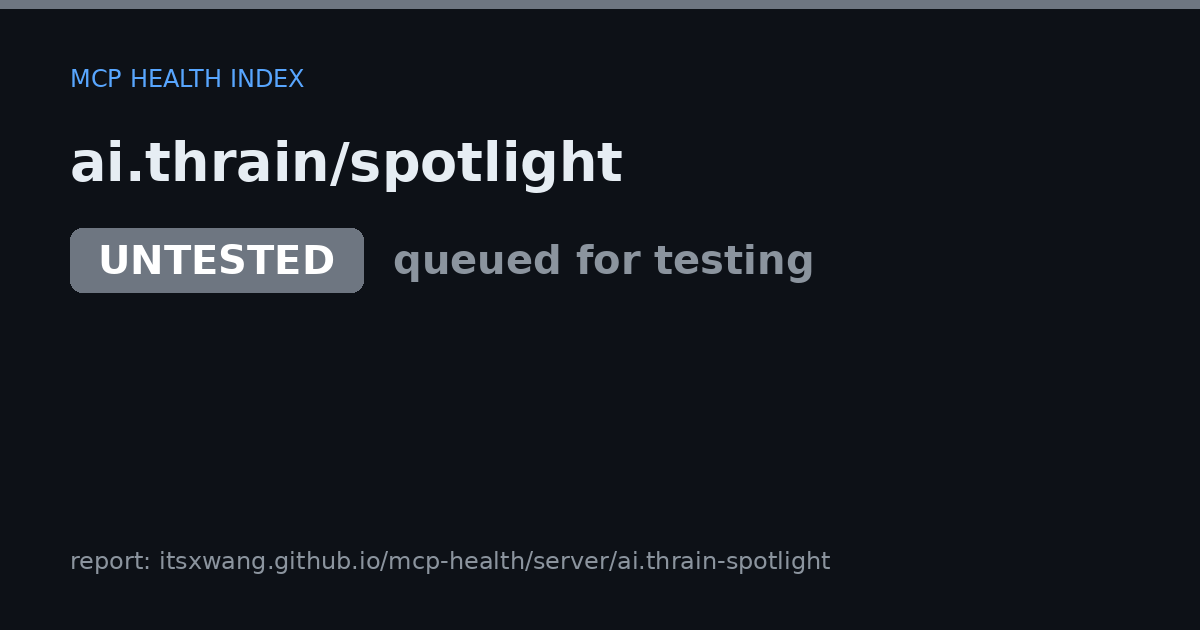 MCP HEALTH INDEX
ai.thrain/spotlight
UNTESTED queued for testing
report: itsxwang.github.io/mcp-health/server/ai.thrain-spotlight